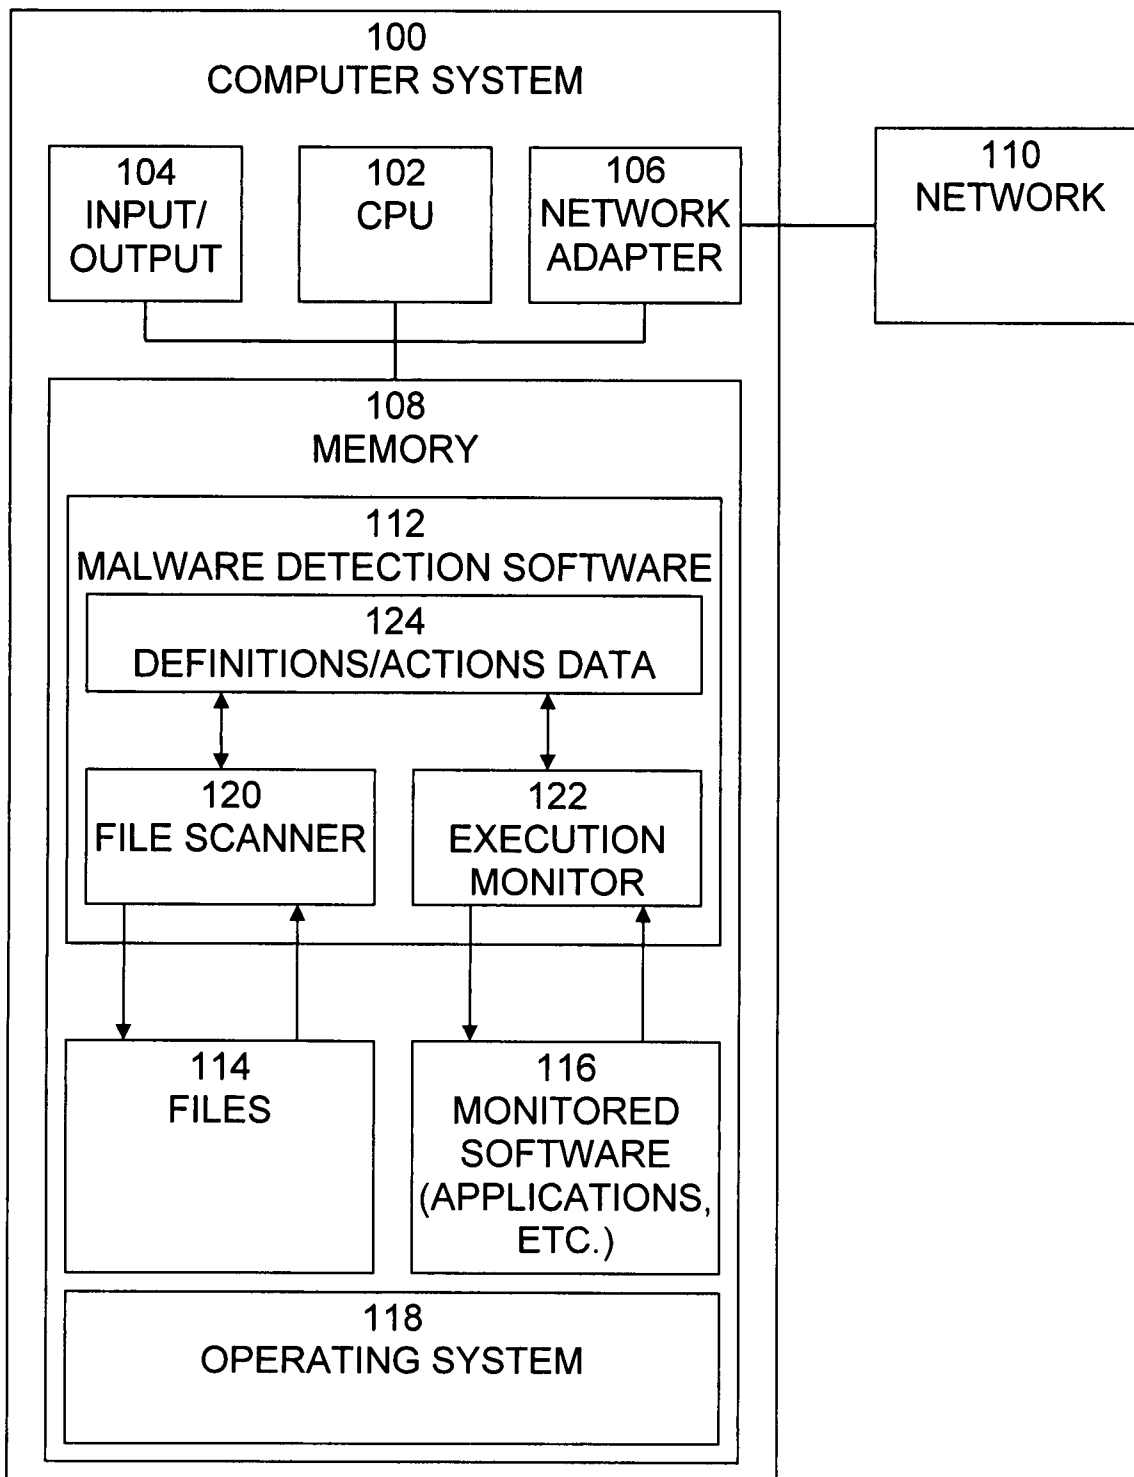 100
COMPUTER SYSTEM
104
INPUT/
OUTPUT
102
CPU
106
NETWORK
ADAPTER
110
NETWORK
108
MEMORY
112
MALWARE DETECTION SOFTWARE
124
DEFINITIONS/ACTIONS DATA
120
FILE SCANNER
122
EXECUTION
MONITOR
114
FILES
116
MONITORED
SOFTWARE
(APPLICATIONS,
ETC.)
118
OPERATING SYSTEM